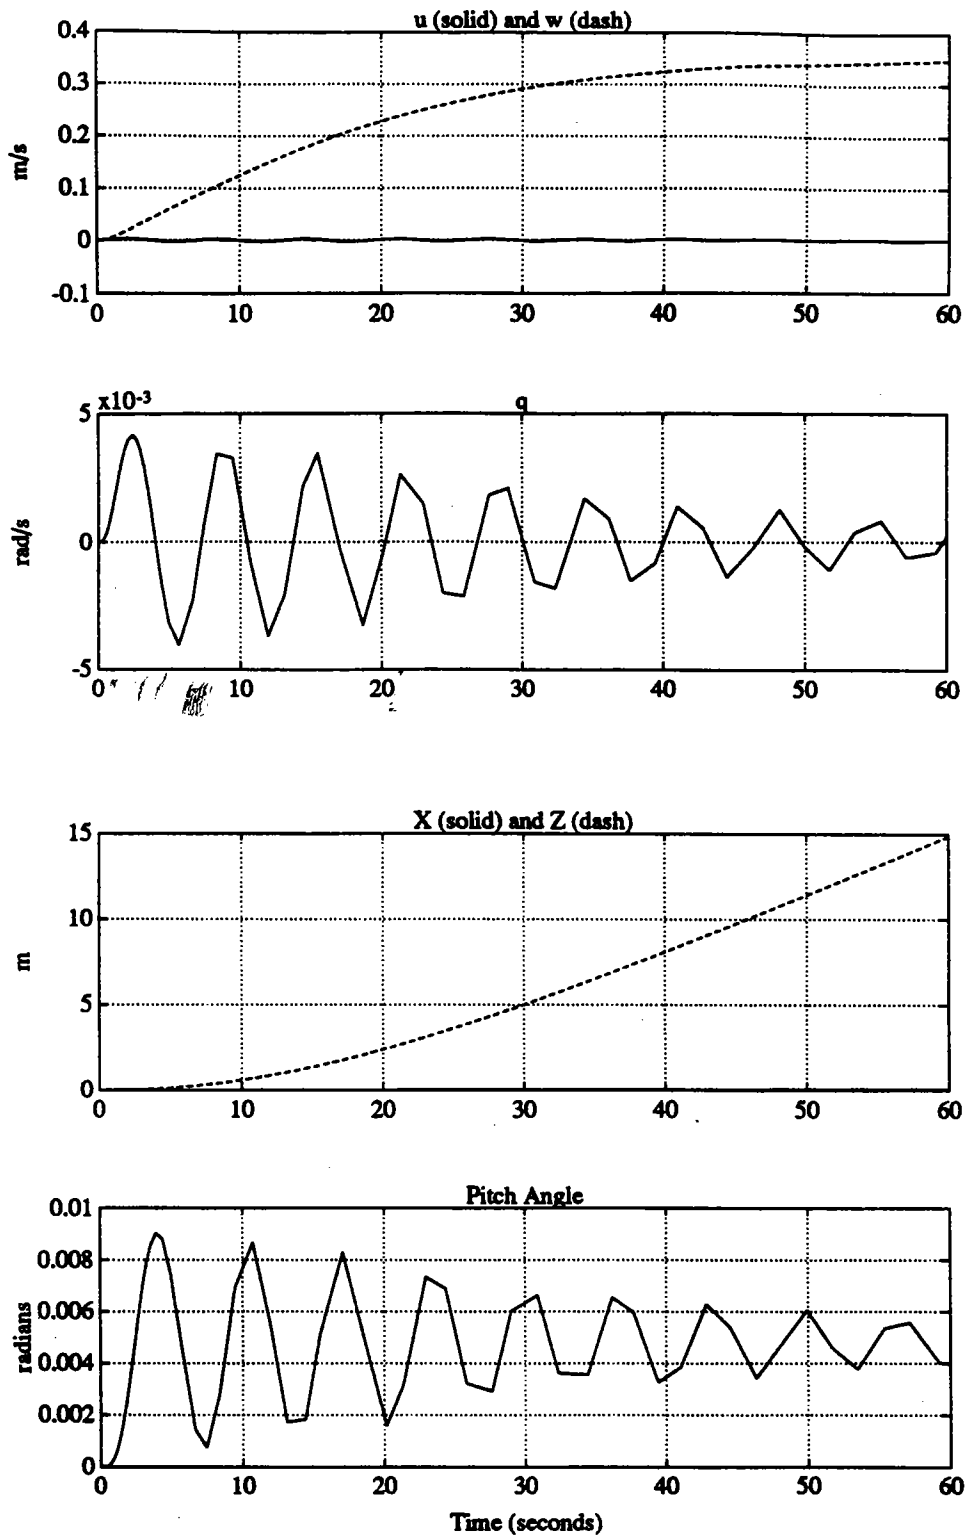 u (solid) and w (dash)
0.4
0.3
0.2
0.1
0
-0.1
m/s
0 10 20 30 40 50 60
x10-3
q
5
0
-5
rad/s
0 10 20 30 40 50 60
X (solid) and Z (dash)
15
10
5
0
m
0 10 20 30 40 50 60
Pitch Angle
0.01
0.008
0.006
0.004
0.002
0
radians
0 10 20 30 40 50 60
Time (seconds)